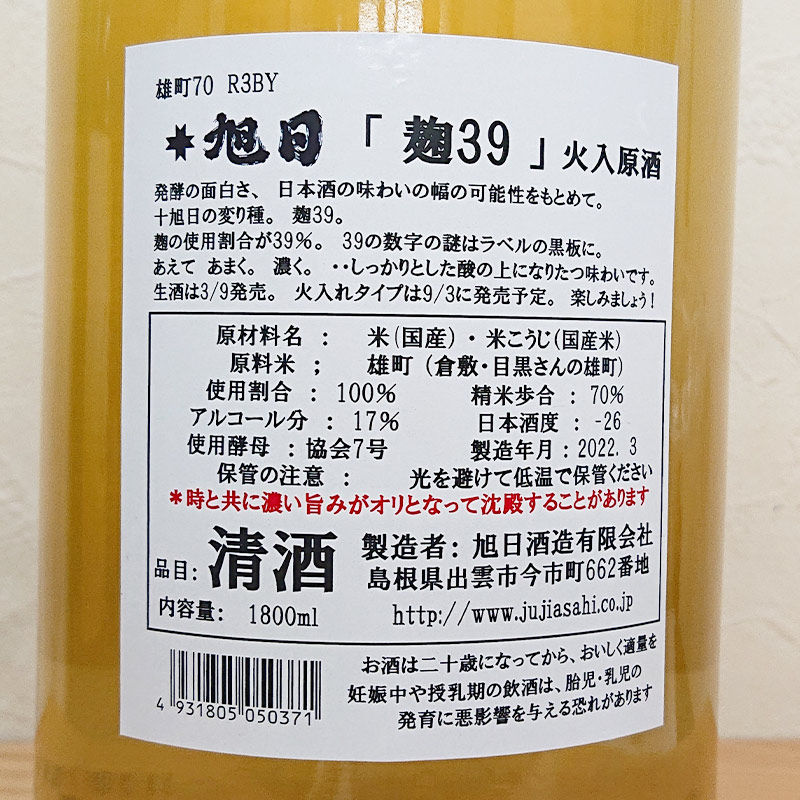 雄町70 R3BY
旭日「麹39」火入原酒
発酵の面白さ、日本酒の味わいの幅の可能性をもとめて。
十旭日の変り種。麹39。
麹の使用割合が39％。39の数字の謎はラベルの黒板に。
あえて あまく。濃く。‥しっかりとした酸の上になりたつ味わいです。
生酒は3/9発売。火入れタイプは9/3に発売予定。楽しみましょう!
原材料名 : 米(国産)・米こうじ(国産米)
原料米 ; 雄町 (倉敷・目黒さんの雄町)
使用割合 : 100% 精米歩合 : 70%
アルコール分 : 17% 日本酒度 : -26
使用酵母 : 協会7号 製造年月 : 2022. 3
保管の注意 : 光を避けて低温で保管ください
*時と共に濃い旨みがオリとなって沈殿することがあります
品目: 清酒 製造者: 旭日酒造有限会社
島根県出雲市今市町662番地
内容量: 1800ml http://www.jujiasahi.co.jp
4 931805 050371
お酒は二十歳になってから、おいしく適量を
妊娠中や授乳期の飲酒は、胎児・乳児の
発育に悪影響を与える恐れがあります